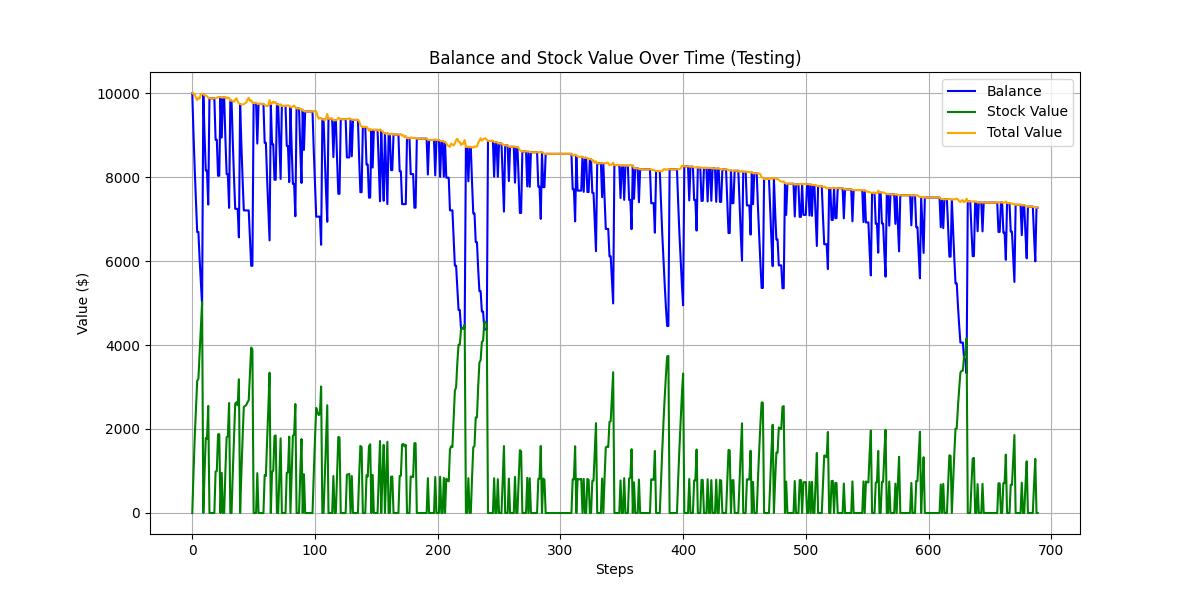 Balance and Stock Value Over Time (Testing)
Balance
Stock Value
Total Value
Value ($)
10000
8000
6000
4000
2000
0
0 100 200 300 400 500 600 700
Steps